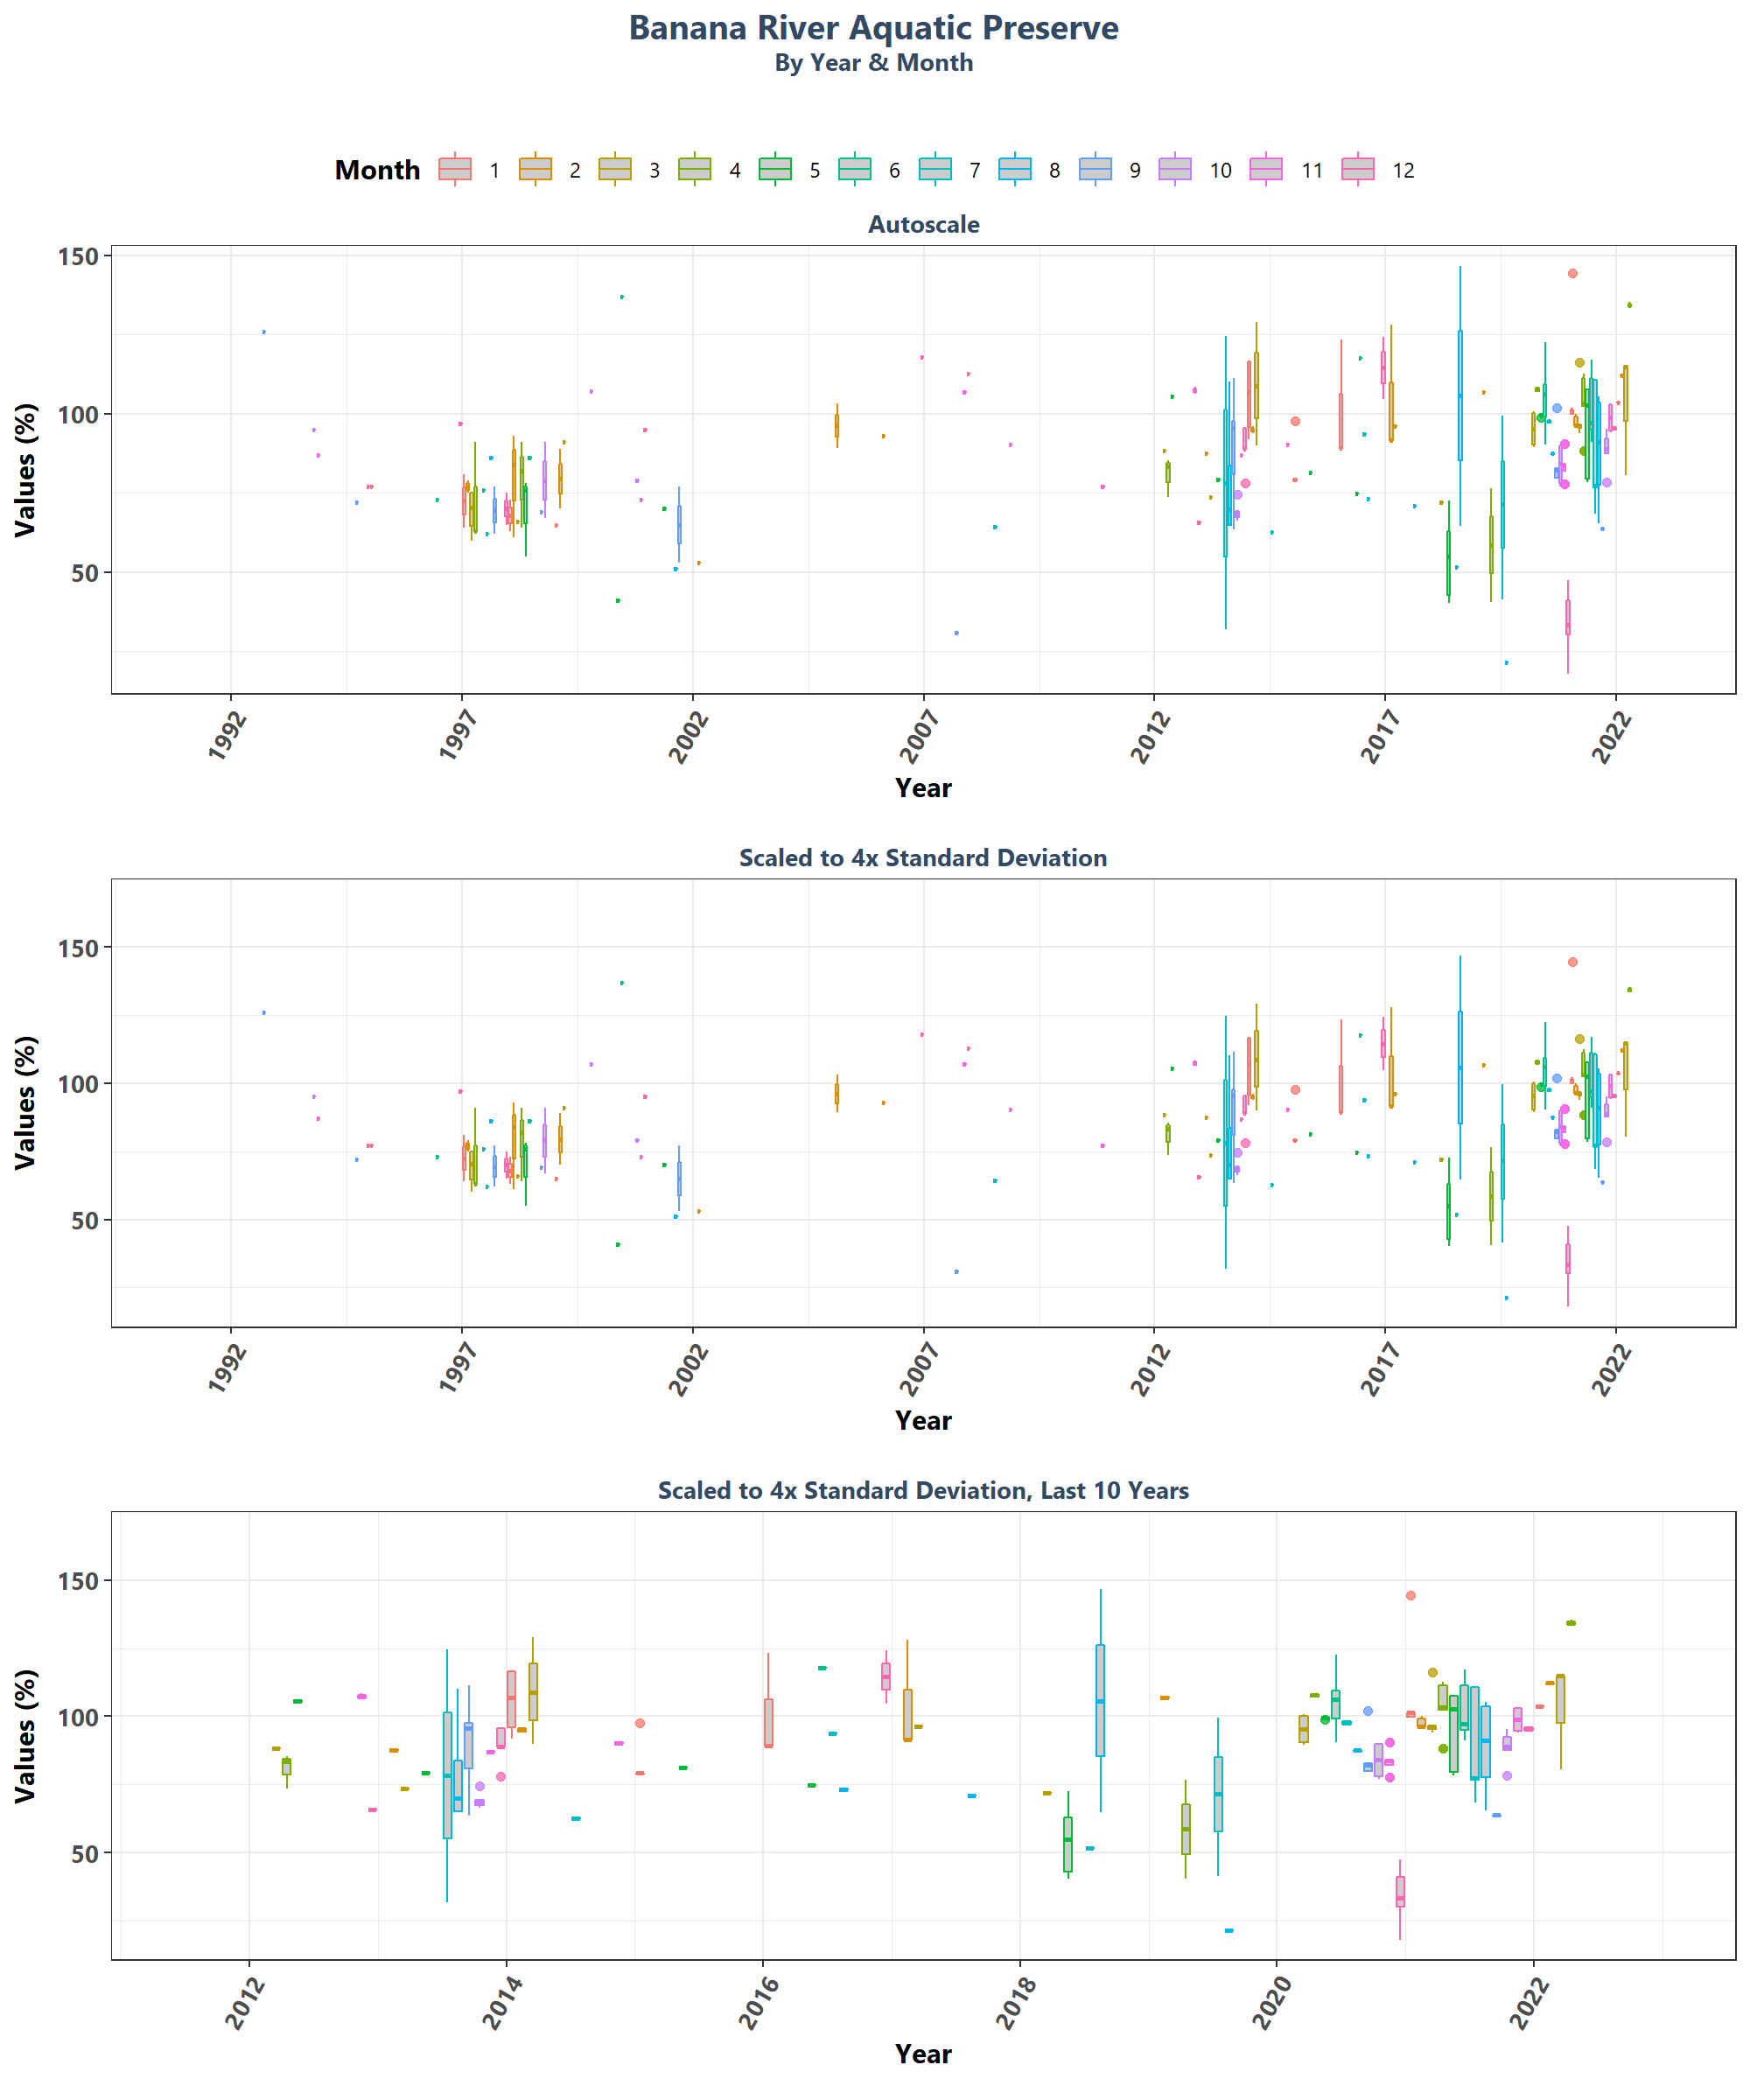 Banana River Aquatic Preserve
By Year & Month
Month 1 2 3 4 5 6 7 8 9 10 11 12
Autoscale
Values (%)
150
100
50
1992 1997 2002 2007 2012 2017 2022
Year
Scaled to 4x Standard Deviation
Values (%)
150
100
50
1992 1997 2002 2007 2012 2017 2022
Year
Scaled to 4x Standard Deviation, Last 10 Years
Values (%)
150
100
50
2012 2014 2016 2018 2020 2022
Year